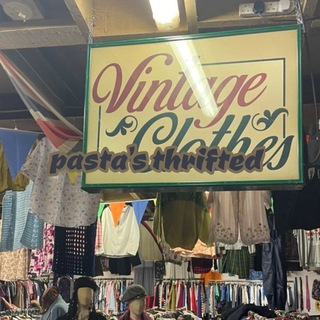 Vintage
Clothes
pasta's thrifted